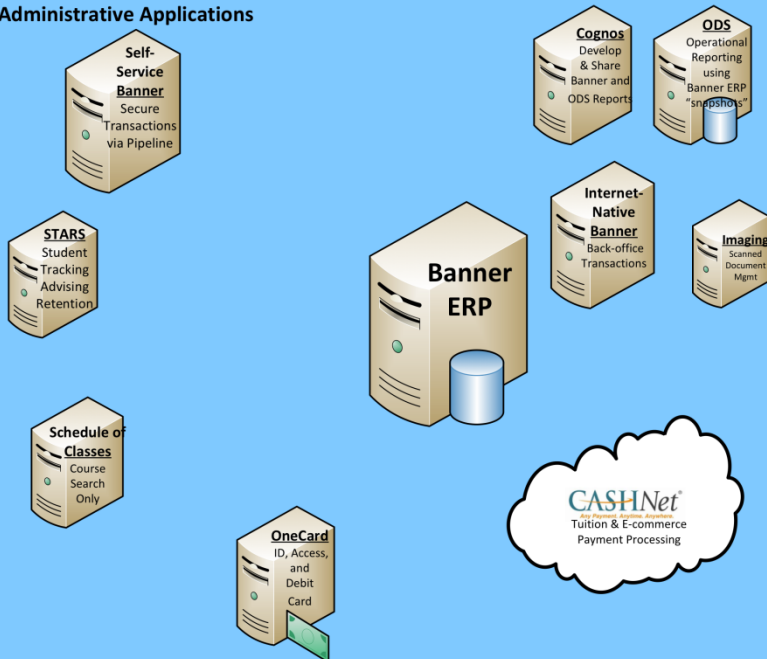 Administrative Applications
Self-
Service
Banner
Secure
Transactions
via Pipeline
Cognos
Develop
& Share
Banner and
ODS Reports
ODS
Operational
Reporting
using
Banner ERP
“snapshots”
STARS
Student
Tracking
Advising
Retention
Banner
ERP
Internet-
Native
Banner
Back-office
Transactions
Imaging
Scanned
Document
Mgmt
Schedule of
Classes
Course
Search
Only
OneCard
ID, Access,
and
Debit
Card
CASHNet®
Any Payment. Anytime. Anywhere.
Tuition & E-commerce
Payment Processing